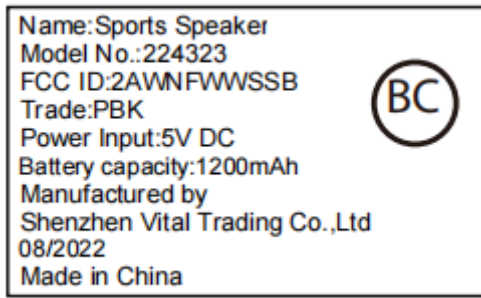 Name:Sports Speaker
Model No.:224323
FCC ID:2AWNFWWSSB
Trade:PBK
Power Input:5V DC
Battery capacity:1200mAh
Manufactured by
Shenzhen Vital Trading Co.,Ltd
08/2022
Made in China
BC